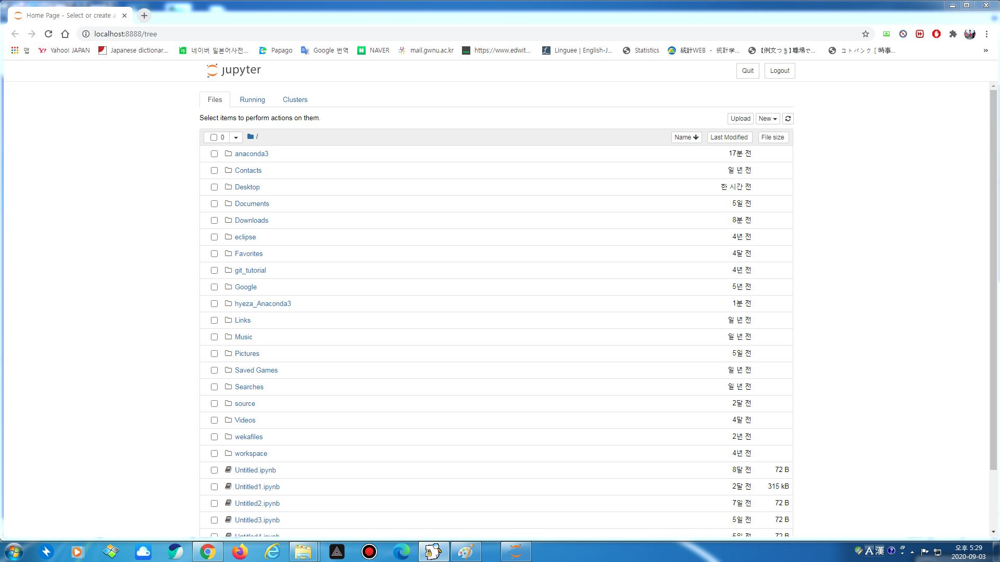 Home Page - Select or create a
localhost:8888/tree
앱 Yahoo! JAPAN Japanese dictionar... 네이버 일본어사전... Papago Google 번역 NAVER mail.gwnu.ac.kr https://www.edwit... Linguee | English-J... Statistics 統計WEB - 統計学... 【例文つき】職場で... コトバンク [ 時事... »
jupyter
Quit Logout
Files Running Clusters
Select items to perform actions on them.
Upload New
0 / Name Last Modified File size
anaconda3 17분 전
Contacts 일 년 전
Desktop 한 시간 전
Documents 5일 전
Downloads 8분 전
eclipse 4년 전
Favorites 4달 전
git_tutorial 4년 전
Google 5년 전
hyeza_Anaconda3 1분 전
Links 일 년 전
Music 일 년 전
Pictures 5일 전
Saved Games 일 년 전
Searches 일 년 전
source 2달 전
Videos 4달 전
wekafiles 2년 전
workspace 4년 전
Untitled.ipynb 8달 전 72 B
Untitled1.ipynb 2달 전 315 kB
Untitled2.ipynb 7일 전 72 B
Untitled3.ipynb 5일 전 72 B
Untitled4.ipynb 5일 전 72 B
A 漢
오후 5:29
2020-09-03